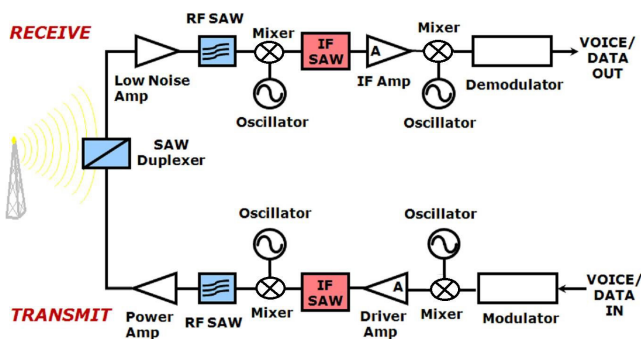 RECEIVE
RF SAW
Mixer
IF
SAW
A
Mixer
VOICE/
DATA
OUT
Low Noise
Amp
Oscillator
IF Amp
Oscillator
Demodulator
SAW
Duplexer
Oscillator
Oscillator
TRANSMIT
Power
Amp
RF SAW
Mixer
IF
SAW
A
Driver
Amp
Mixer
Modulator
VOICE/
DATA
IN